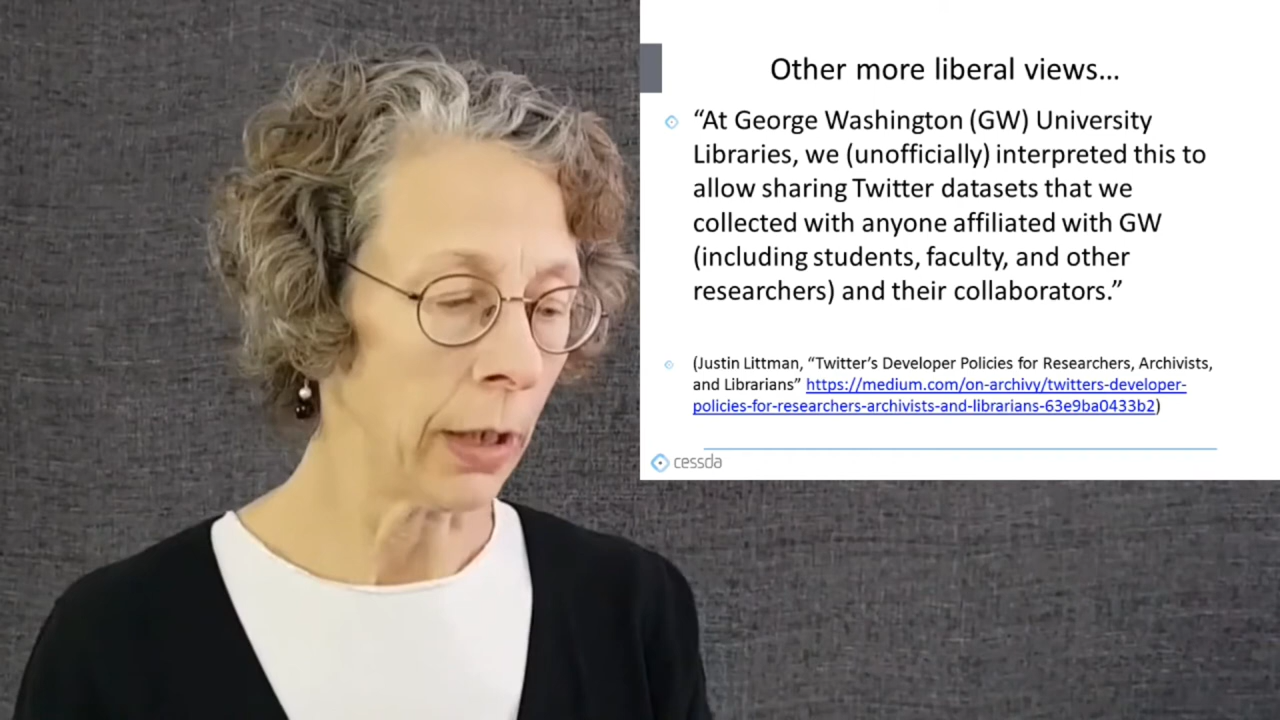 Other more liberal views...
“At George Washington (GW) University
Libraries, we (unofficially) interpreted this to
allow sharing Twitter datasets that we
collected with anyone affiliated with GW
(including students, faculty, and other
researchers) and their collaborators.”
(Justin Littman, “Twitter’s Developer Policies for Researchers, Archivists,
and Librarians” https://medium.com/on-archivy/twitters-developer-
policies-for-researchers-archivists-and-librarians-63e9ba0433b2)
cessda